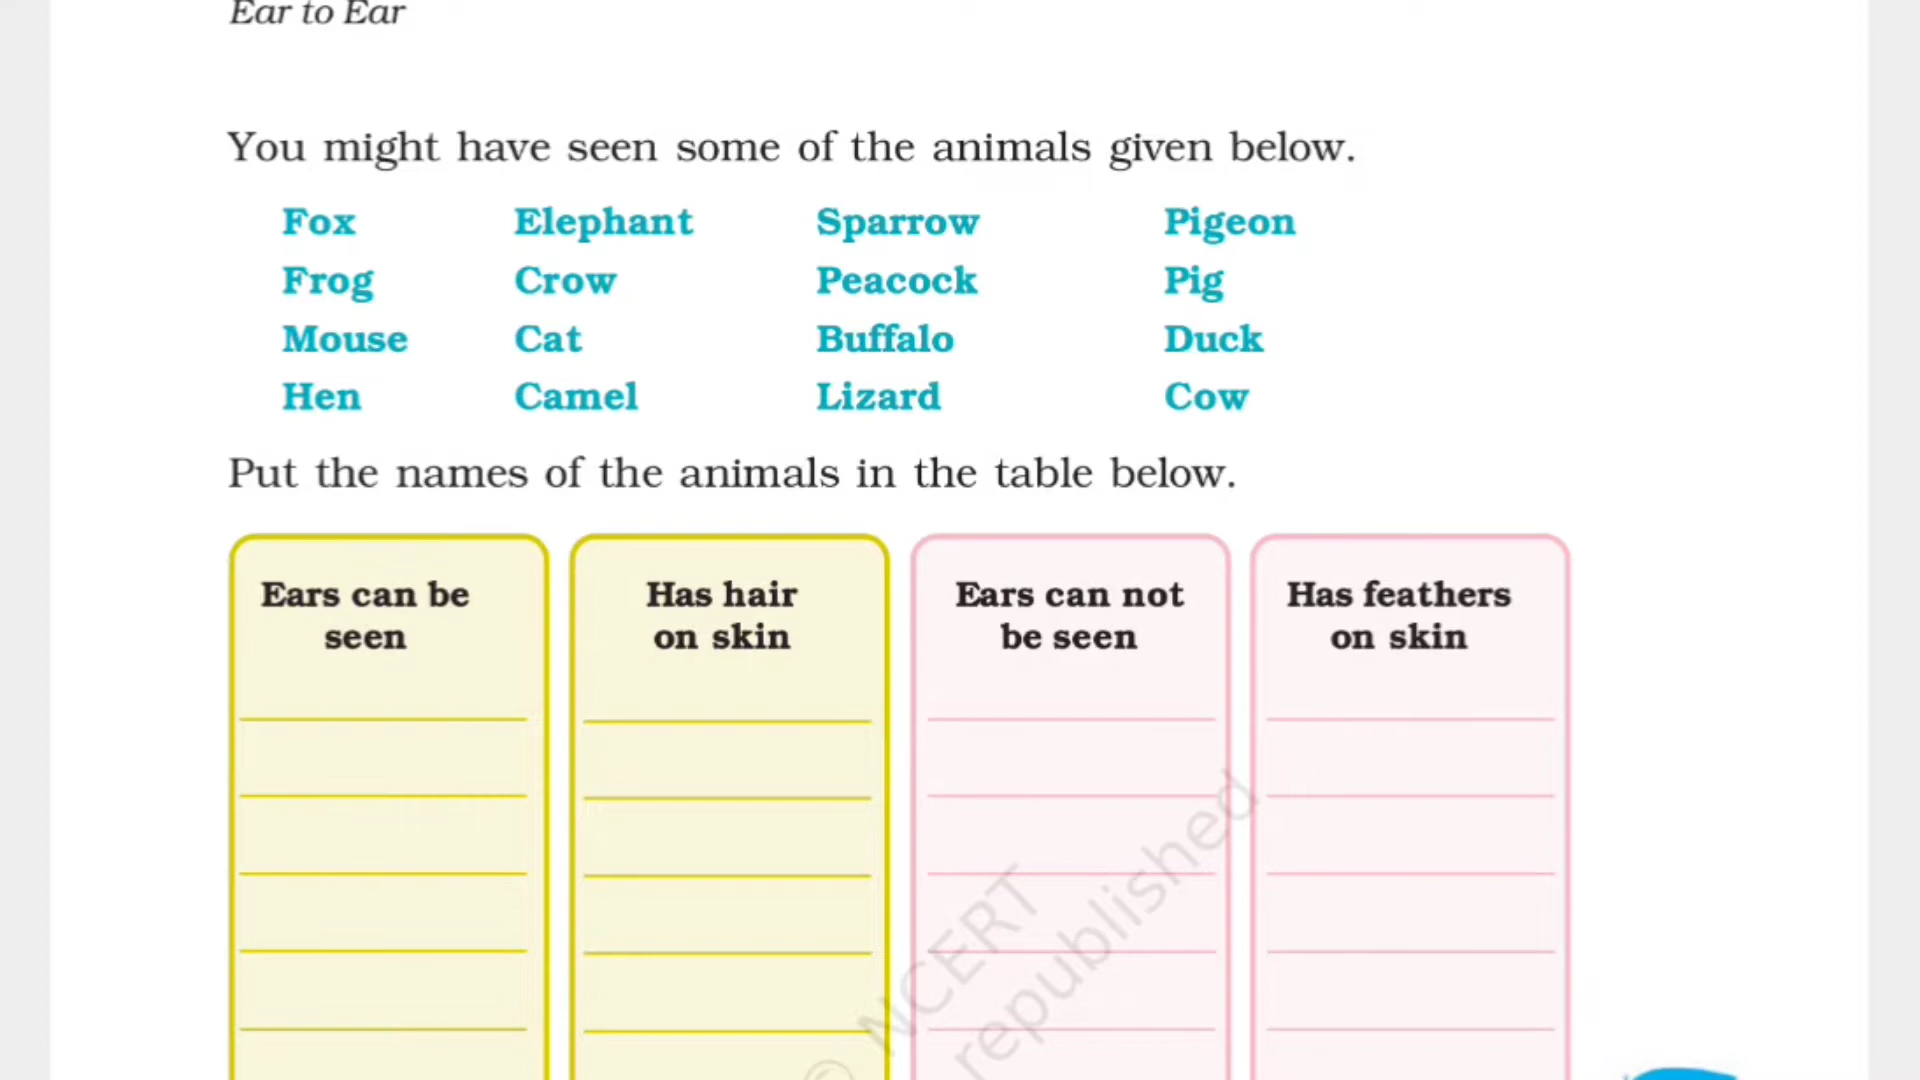 Ear to Ear
You might have seen some of the animals given below.
Fox Elephant Sparrow Pigeon
Frog Crow Peacock Pig
Mouse Cat Buffalo Duck
Hen Camel Lizard Cow
Put the names of the animals in the table below.
Ears can be seen
Has hair on skin
Ears can not be seen
Has feathers on skin
© NCERT
republished